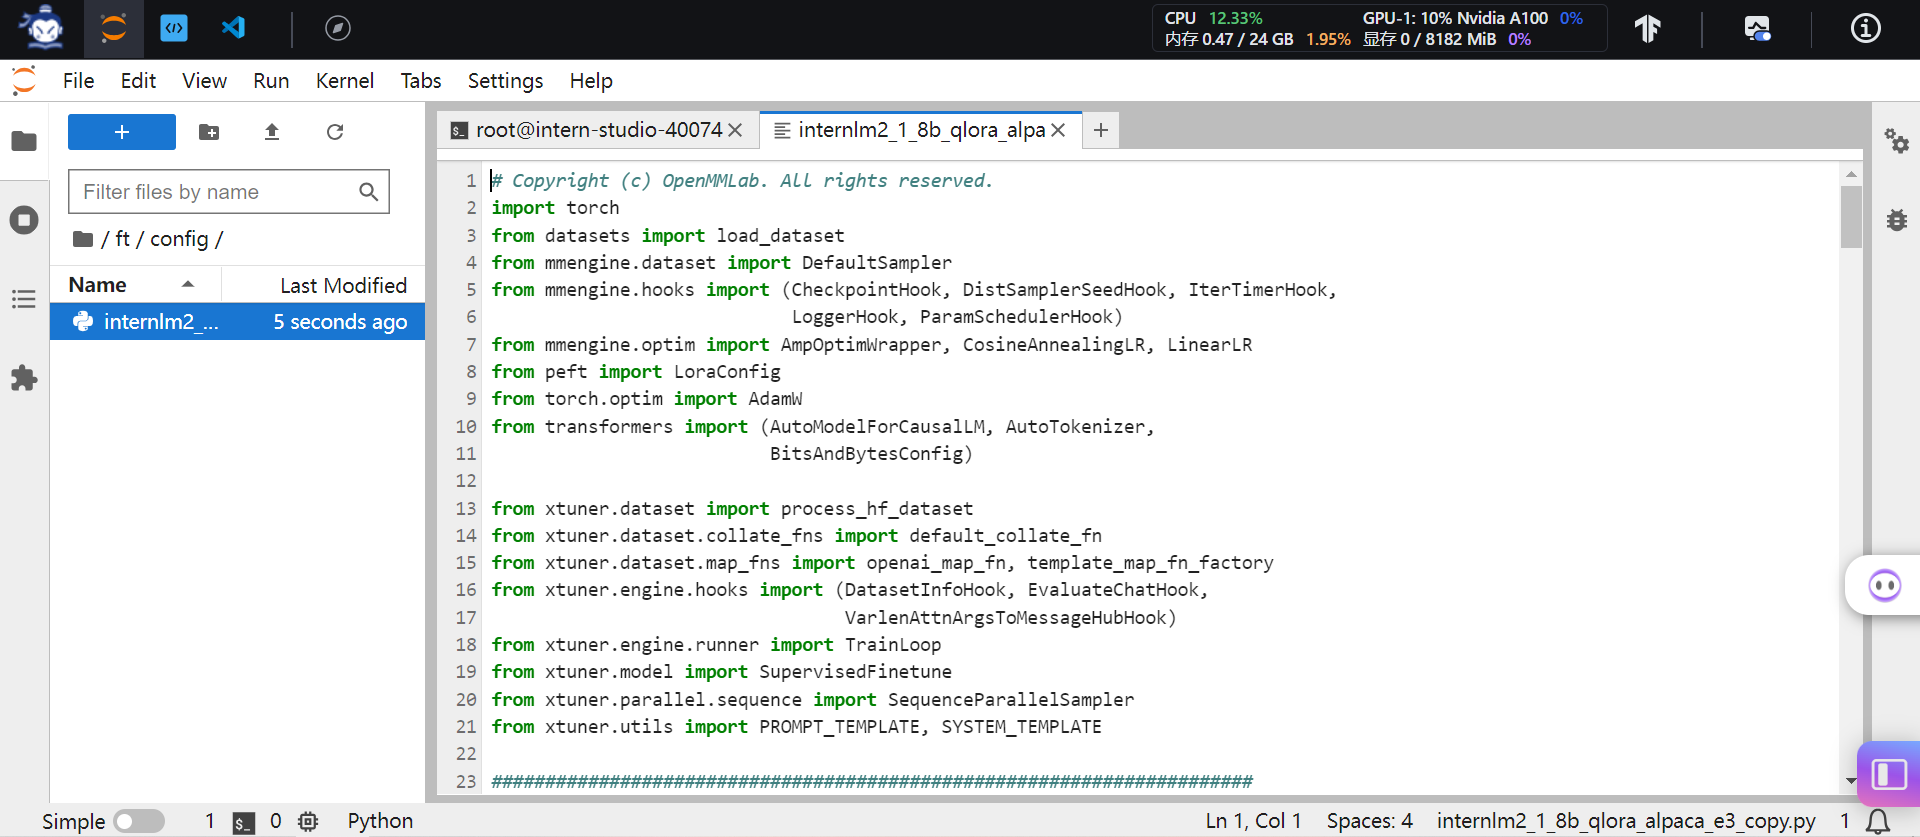 CPU 12.33% GPU-1: 10% Nvidia A100 0%
内存 0.47 / 24 GB 1.95% 显存 0 / 8182 MiB 0%
File Edit View Run Kernel Tabs Settings Help
+
root@intern-studio-40074
internlm2_1_8b_qlora_alpa
Filter files by name
/ ft / config /
Name Last Modified
internlm2_... 5 seconds ago
1 # Copyright (c) OpenMMLab. All rights reserved.
2 import torch
3 from datasets import load_dataset
4 from mmengine.dataset import DefaultSampler
5 from mmengine.hooks import (CheckpointHook, DistSamplerSeedHook, IterTimerHook,
6 LoggerHook, ParamSchedulerHook)
7 from mmengine.optim import AmpOptimWrapper, CosineAnnealingLR, LinearLR
8 from peft import LoraConfig
9 from torch.optim import AdamW
10 from transformers import (AutoModelForCausalLM, AutoTokenizer,
11 BitsAndBytesConfig)
12
13 from xtuner.dataset import process_hf_dataset
14 from xtuner.dataset.collate_fns import default_collate_fn
15 from xtuner.dataset.map_fns import openai_map_fn, template_map_fn_factory
16 from xtuner.engine.hooks import (DatasetInfoHook, EvaluateChatHook,
17 VarlenAttnArgsToMessageHubHook)
18 from xtuner.engine.runner import TrainLoop
19 from xtuner.model import SupervisedFinetune
20 from xtuner.parallel.sequence import SequenceParallelSampler
21 from xtuner.utils import PROMPT_TEMPLATE, SYSTEM_TEMPLATE
22
23 #######################################################################
Simple 1 0 Python Ln 1, Col 1 Spaces: 4 internlm2_1_8b_qlora_alpaca_e3_copy.py 1